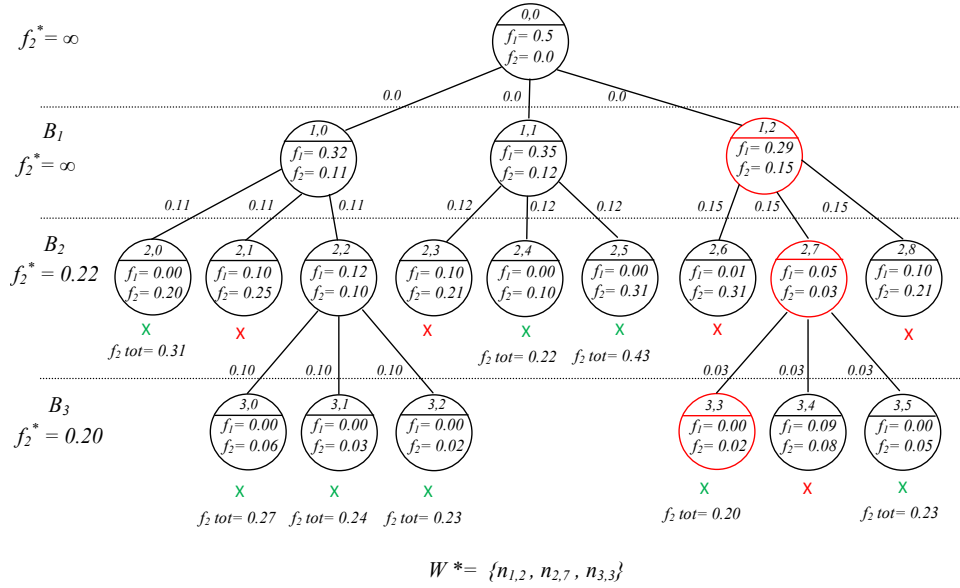 0,0
f₂* = ∞
f₁= 0.5
f₂= 0.0
0.0 0.0 0.0
B₁
1,0 1,1 1,2
f₂* = ∞
f₁= 0.32 f₁= 0.35 f₁= 0.29
f₂= 0.11 f₂= 0.12 f₂= 0.15
0.11 0.11 0.11 0.12 0.12 0.12 0.15 0.15 0.15
B₂
2,0 2,1 2,2 2,3 2,4 2,5 2,6 2,7 2,8
f₂* = 0.22
f₁= 0.00 f₁= 0.10 f₁= 0.12 f₁= 0.10 f₁= 0.00 f₁= 0.00 f₁= 0.01 f₁= 0.05 f₁= 0.10
f₂= 0.20 f₂= 0.25 f₂= 0.10 f₂= 0.21 f₂= 0.10 f₂= 0.31 f₂= 0.31 f₂= 0.03 f₂= 0.21
X X X X X X X
f₂ tot= 0.31 f₂ tot= 0.22 f₂ tot= 0.43
0.10 0.10 0.10 0.03 0.03 0.03
B₃
3,0 3,1 3,2 3,3 3,4 3,5
f₂* = 0.20
f₁= 0.00 f₁= 0.00 f₁= 0.00 f₁= 0.00 f₁= 0.09 f₁= 0.00
f₂= 0.06 f₂= 0.03 f₂= 0.02 f₂= 0.02 f₂= 0.08 f₂= 0.05
X X X X X X
f₂ tot= 0.27 f₂ tot= 0.24 f₂ tot= 0.23 f₂ tot= 0.20 f₂ tot= 0.23
W *= {n₁,₂ , n₂,₇ , n₃,₃}